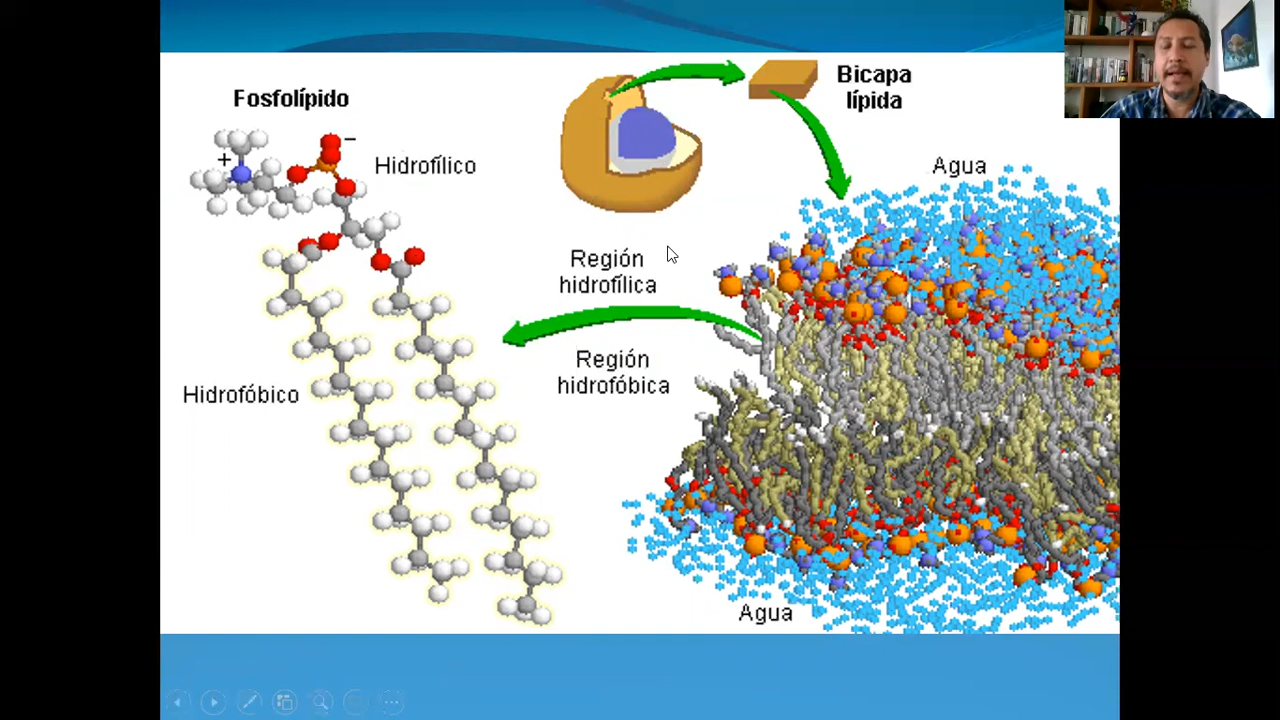 Fosfolípido
Bicapa
lípida
+
−
Hidrofílico
Agua
Región
hidrofílica
Región
hidrofóbica
Hidrofóbico
Agua